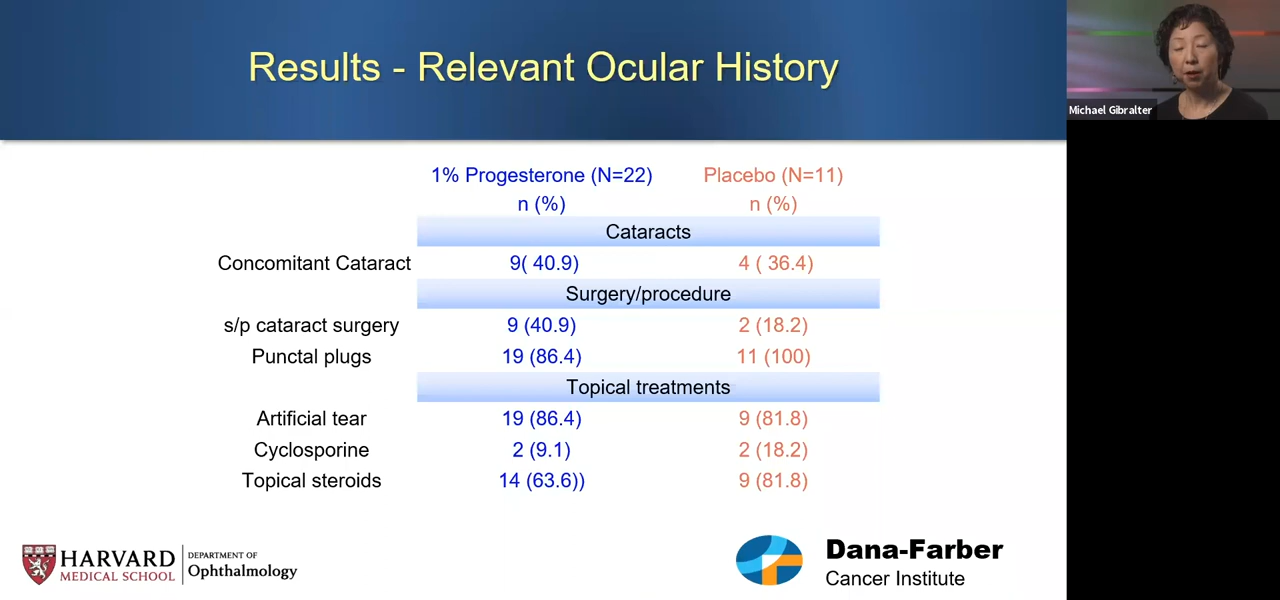 Results - Relevant Ocular History
Michael Gibralter
1% Progesterone (N=22) Placebo (N=11)
n (%) n (%)
Cataracts
Concomitant Cataract 9( 40.9) 4 ( 36.4)
Surgery/procedure
s/p cataract surgery 9 (40.9) 2 (18.2)
Punctal plugs 19 (86.4) 11 (100)
Topical treatments
Artificial tear 19 (86.4) 9 (81.8)
Cyclosporine 2 (9.1) 2 (18.2)
Topical steroids 14 (63.6)) 9 (81.8)
HARVARD
MEDICAL SCHOOL
DEPARTMENT OF
Ophthalmology
Dana-Farber
Cancer Institute